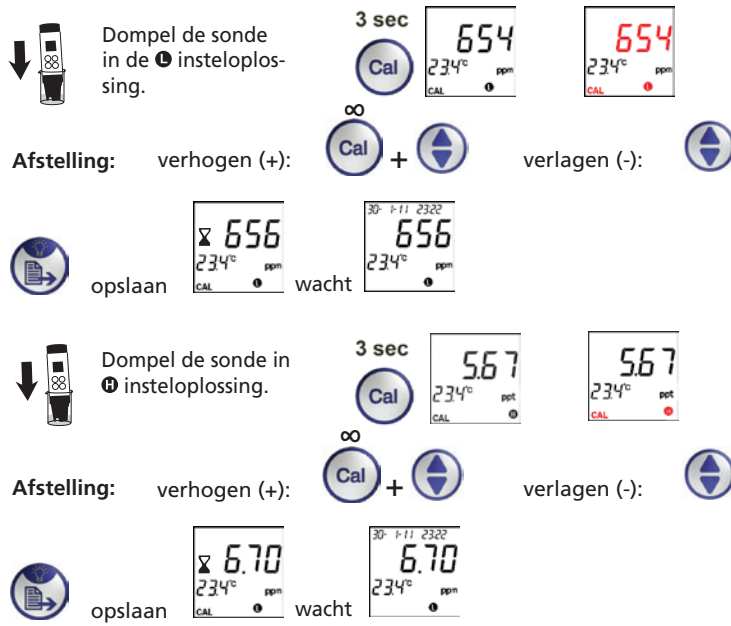 Dompel de sonde
in de L insteloplos-
sing.
3 sec
Cal
654
23.4°c ppm
CAL L
654
23.4°c ppm
CAL L
∞
Afstelling: verhogen (+): Cal + verlagen (-):
opslaan
656
23.4°c ppm
CAL L
wacht
30- 1-11 23:22
656
23.4°c ppm
L
Dompel de sonde in
H insteloplossing.
3 sec
Cal
5.67
23.4°c ppt
CAL H
5.67
23.4°c ppt
CAL H
∞
Afstelling: verhogen (+): Cal + verlagen (-):
opslaan
6.70
23.4°c ppm
CAL L
wacht
30- 1-11 23:22
6.70
23.4°c ppm
L